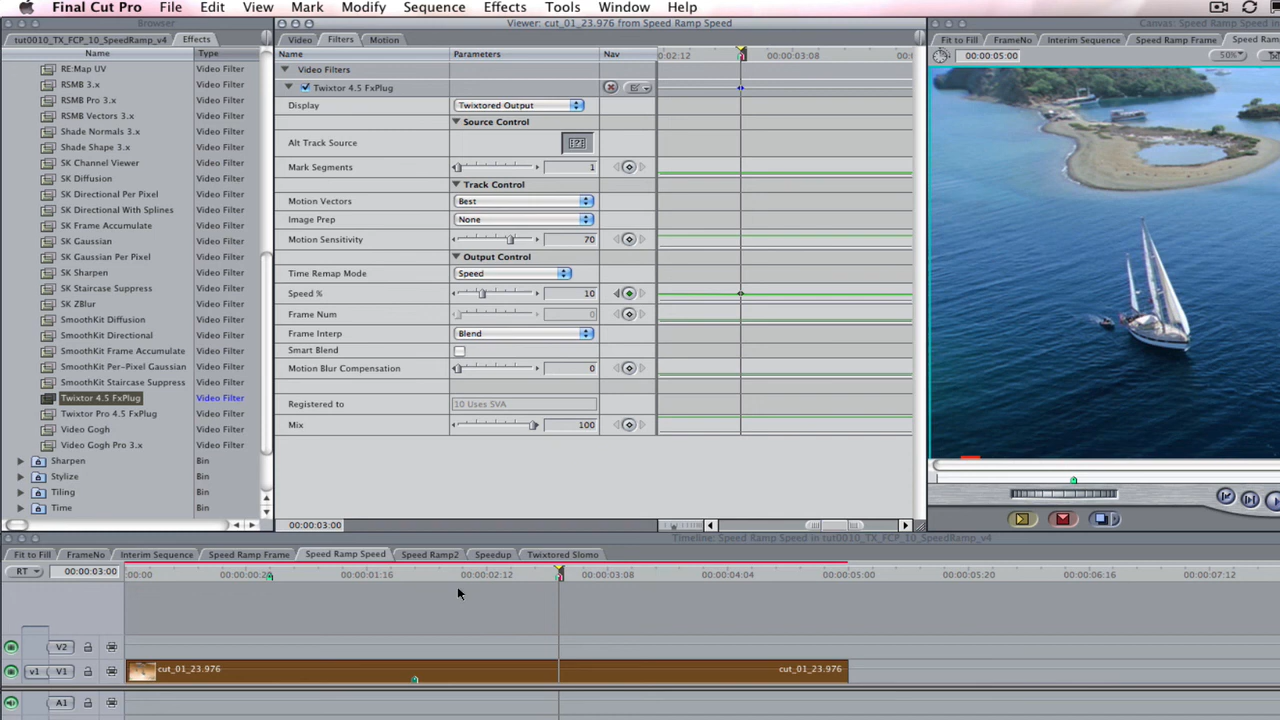 Final Cut Pro File Edit View Mark Modify Sequence Effects Tools Window Help
Browser
Viewer: cut_01_23.976 from Speed Ramp Speed
Canvas: Speed Ramp Speed in
tut0010_TX_FCP_10_SpeedRamp_v4 Effects
Video Filters Motion
Fit to Fill FrameNo Interim Sequence Speed Ramp Frame Speed Ram
Name Type
RE:Map UV Video Filter
RSMB 3.x Video Filter
RSMB Pro 3.x Video Filter
RSMB Vectors 3.x Video Filter
Shade Normals 3.x Video Filter
Shade Shape 3.x Video Filter
SK Channel Viewer Video Filter
SK Diffusion Video Filter
SK Directional Per Pixel Video Filter
SK Directional With Splines Video Filter
SK Frame Accumulate Video Filter
SK Gaussian Video Filter
SK Gaussian Per Pixel Video Filter
SK Sharpen Video Filter
SK Staircase Suppress Video Filter
SK ZBlur Video Filter
SmoothKit Diffusion Video Filter
SmoothKit Directional Video Filter
SmoothKit Frame Accumulate Video Filter
SmoothKit Per-Pixel Gaussian Video Filter
SmoothKit Staircase Suppress Video Filter
Twixtor 4.5 FxPlug Video Filter
Twixtor Pro 4.5 FxPlug Video Filter
Video Gogh Video Filter
Video Gogh Pro 3.x Video Filter
Sharpen Bin
Stylize Bin
Tiling Bin
Time Bin
Name Parameters Nav
02:12 00:00:03:08
Video Filters
Twixtor 4.5 FxPlug
Display Twixtored Output
Source Control
Alt Track Source
Mark Segments 1
Track Control
Motion Vectors Best
Image Prep None
Motion Sensitivity 70
Output Control
Time Remap Mode Speed
Speed % 10
Frame Num 0
Frame Interp Blend
Smart Blend
Motion Blur Compensation 0
Registered to 10 Uses SVA
Mix 100
00:00:03:00
00:00:05:00 50%
Timeline: Speed Ramp Speed in tut0010_TX_FCP_10_SpeedRamp_v4
Fit to Fill FrameNo Interim Sequence Speed Ramp Frame Speed Ramp Speed Speed Ramp2 Speedup Twixtored Slomo
RT 00:00:03:00 00:00 00:00:01:16 00:00:02:12 00:00:03:08 00:00:04:04 00:00:05:00 00:00:05:20 00:00:06:16 00:00:07:12
V2
v1 V1 cut_01_23.976 cut_01_23.976
A1